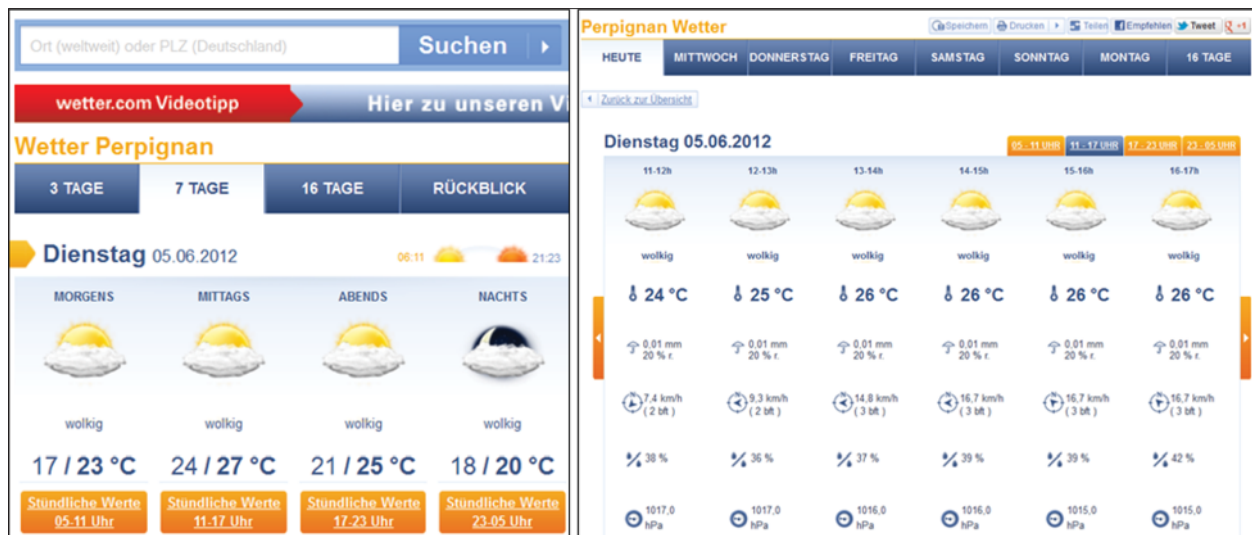 Ort (weltweit) oder PLZ (Deutschland)
Suchen
wetter.com Videotipp
Hier zu unseren Vi
Wetter Perpignan
3 TAGE 7 TAGE 16 TAGE RÜCKBLICK
Dienstag 05.06.2012 06:11 21:23
MORGENS MITTAGS ABENDS NACHTS
wolkig wolkig wolkig wolkig
17 / 23 °C 24 / 27 °C 21 / 25 °C 18 / 20 °C
Stündliche Werte Stündliche Werte Stündliche Werte Stündliche Werte
05-11 Uhr 11-17 Uhr 17-23 Uhr 23-05 Uhr
Perpignan Wetter
Speichern Drucken Teilen Empfehlen Tweet +1
HEUTE MITTWOCH DONNERSTAG FREITAG SAMSTAG SONNTAG MONTAG 16 TAGE
Zurück zur Übersicht
Dienstag 05.06.2012
05 - 11 UHR 11 - 17 UHR 17 - 23 UHR 23 - 05 UHR
11-12h 12-13h 13-14h 14-15h 15-16h 16-17h
wolkig wolkig wolkig wolkig wolkig wolkig
24 °C 25 °C 26 °C 26 °C 26 °C 26 °C
0,01 mm 0,01 mm 0,01 mm 0,01 mm 0,01 mm 0,01 mm
20 % r. 20 % r. 20 % r. 20 % r. 20 % r. 20 % r.
7,4 km/h 9,3 km/h 14,8 km/h 16,7 km/h 16,7 km/h 16,7 km/h
( 2 bft ) ( 2 bft ) ( 3 bft ) ( 3 bft ) ( 3 bft ) ( 3 bft )
38 % 36 % 37 % 39 % 39 % 42 %
1017,0 1017,0 1016,0 1016,0 1015,0 1015,0
hPa hPa hPa hPa hPa hPa